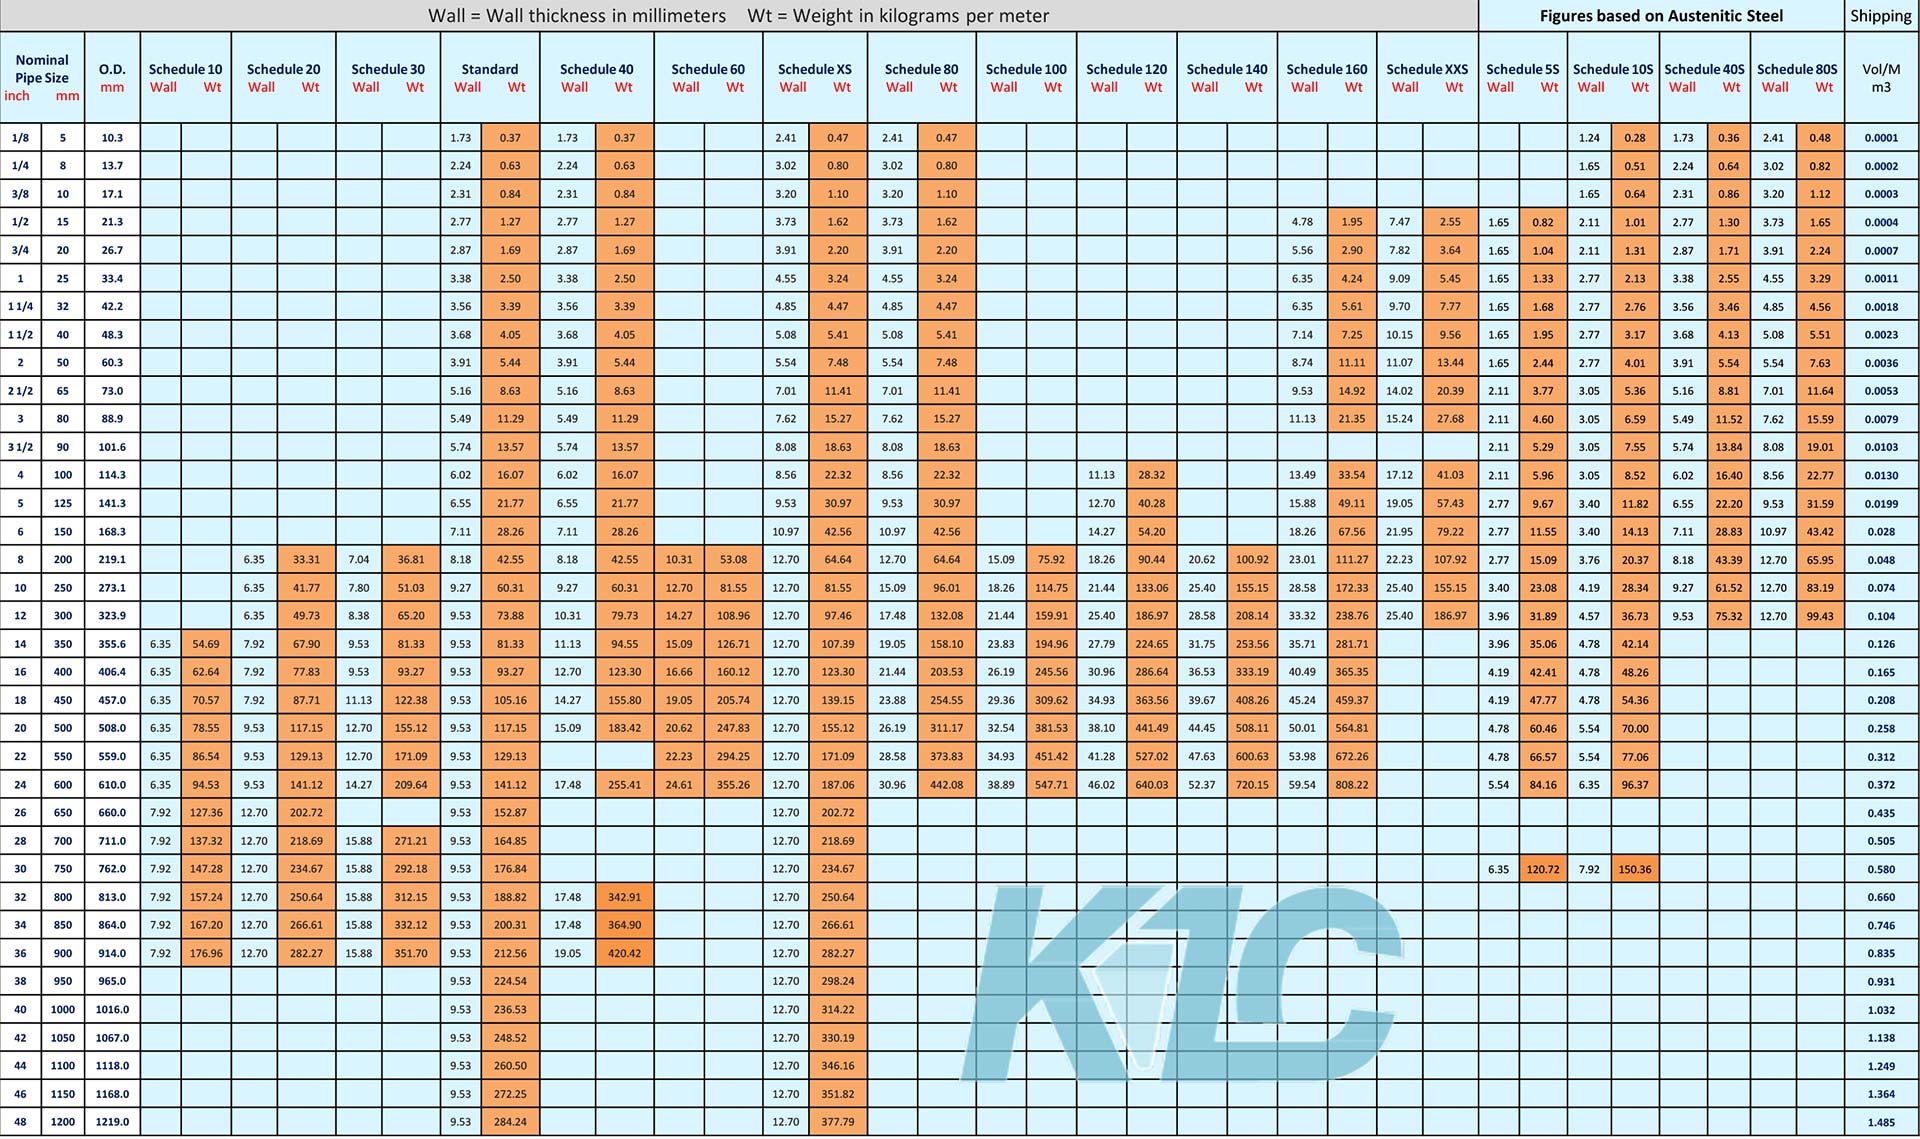 Wall = Wall thickness in millimeters Wt = Weight in kilograms per meter Figures based on Austenitic Steel Shipping
Nominal Pipe Size O.D. Schedule 10 Schedule 20 Schedule 30 Standard Schedule 40 Schedule 60 Schedule XS Schedule 80 Schedule 100 Schedule 120 Schedule 140 Schedule 160 Schedule XXS Schedule 5S Schedule 10S Schedule 40S Schedule 80S Vol/M
inch mm mm Wall Wt Wall Wt Wall Wt Wall Wt Wall Wt Wall Wt Wall Wt Wall Wt Wall Wt Wall Wt Wall Wt Wall Wt Wall Wt Wall Wt Wall Wt Wall Wt Wall Wt m3
1/8 5 10.3 1.73 0.37 1.73 0.37 2.41 0.47 2.41 0.47 1.24 0.28 1.73 0.36 2.41 0.48 0.0001
1/4 8 13.7 2.24 0.63 2.24 0.63 3.02 0.80 3.02 0.80 1.65 0.51 2.24 0.64 3.02 0.82 0.0002
3/8 10 17.1 2.31 0.84 2.31 0.84 3.20 1.10 3.20 1.10 1.65 0.64 2.31 0.86 3.20 1.12 0.0003
1/2 15 21.3 2.77 1.27 2.77 1.27 3.73 1.62 3.73 1.62 4.78 1.95 7.47 2.55 1.65 0.82 2.11 1.01 2.77 1.30 3.73 1.65 0.0004
3/4 20 26.7 2.87 1.69 2.87 1.69 3.91 2.20 3.91 2.20 5.56 2.90 7.82 3.64 1.65 1.04 2.11 1.31 2.87 1.71 3.91 2.24 0.0007
1 25 33.4 3.38 2.50 3.38 2.50 4.55 3.24 4.55 3.24 6.35 4.24 9.09 5.45 1.65 1.33 2.77 2.13 3.38 2.55 4.55 3.29 0.0011
1 1/4 32 42.2 3.56 3.39 3.56 3.39 4.85 4.47 4.85 4.47 6.35 5.61 9.70 7.77 1.65 1.68 2.77 2.76 3.56 3.46 4.85 4.56 0.0018
1 1/2 40 48.3 3.68 4.05 3.68 4.05 5.08 5.41 5.08 5.41 7.14 7.25 10.15 9.56 1.65 1.95 2.77 3.17 3.68 4.13 5.08 5.51 0.0023
2 50 60.3 3.91 5.44 3.91 5.44 5.54 7.48 5.54 7.48 8.74 11.11 11.07 13.44 1.65 2.44 2.77 4.01 3.91 5.54 5.54 7.63 0.0036
2 1/2 65 73.0 5.16 8.63 5.16 8.63 7.01 11.41 7.01 11.41 9.53 14.92 14.02 20.39 2.11 3.77 3.05 5.36 5.16 8.81 7.01 11.64 0.0053
3 80 88.9 5.49 11.29 5.49 11.29 7.62 15.27 7.62 15.27 11.13 21.35 15.24 27.68 2.11 4.60 3.05 6.59 5.49 11.52 7.62 15.59 0.0079
3 1/2 90 101.6 5.74 13.57 5.74 13.57 8.08 18.63 8.08 18.63 2.11 5.29 3.05 7.55 5.74 13.84 8.08 19.01 0.0103
4 100 114.3 6.02 16.07 6.02 16.07 8.56 22.32 8.56 22.32 11.13 28.32 13.49 33.54 17.12 41.03 2.11 5.96 3.05 8.52 6.02 16.40 8.56 22.77 0.0130
5 125 141.3 6.55 21.77 6.55 21.77 9.53 30.97 9.53 30.97 12.70 40.28 15.88 49.11 19.05 57.43 2.77 9.67 3.40 11.82 6.55 22.20 9.53 31.59 0.0199
6 150 168.3 7.11 28.26 7.11 28.26 10.97 42.56 10.97 42.56 14.27 54.20 18.26 67.56 21.95 79.22 2.77 11.55 3.40 14.13 7.11 28.83 10.97 43.42 0.028
8 200 219.1 6.35 33.31 7.04 36.81 8.18 42.55 8.18 42.55 10.31 53.08 12.70 64.64 12.70 64.64 15.09 75.92 18.26 90.44 20.62 100.92 23.01 111.27 22.23 107.92 2.77 15.09 3.76 20.37 8.18 43.39 12.70 65.95 0.048
10 250 273.1 6.35 41.77 7.80 51.03 9.27 60.31 9.27 60.31 12.70 81.55 12.70 81.55 15.09 96.01 18.26 114.75 21.44 133.06 25.40 155.15 28.58 172.33 25.40 155.15 3.40 23.08 4.19 28.34 9.27 61.52 12.70 83.19 0.074
12 300 323.9 6.35 49.73 8.38 65.20 9.53 73.88 10.31 79.73 14.27 108.96 12.70 97.46 17.48 132.08 21.44 159.91 25.40 186.97 28.58 208.14 33.32 238.76 25.40 186.97 3.96 31.89 4.57 36.73 9.53 75.32 12.70 99.43 0.104
14 350 355.6 6.35 54.69 7.92 67.90 9.53 81.33 9.53 81.33 11.13 94.55 15.09 126.71 12.70 107.39 19.05 158.10 23.83 194.96 27.79 224.65 31.75 253.56 35.71 281.71 3.96 35.06 4.78 42.14 0.126
16 400 406.4 6.35 62.64 7.92 77.83 9.53 93.27 9.53 93.27 12.70 123.30 16.66 160.12 12.70 123.30 21.44 203.53 26.19 245.56 30.96 286.64 36.53 333.19 40.49 365.35 4.19 42.41 4.78 48.26 0.165
18 450 457.0 6.35 70.57 7.92 87.71 11.13 122.38 9.53 105.16 14.27 155.80 19.05 205.74 12.70 139.15 23.88 254.55 29.36 309.62 34.93 363.56 39.67 408.26 45.24 459.37 4.19 47.77 4.78 54.36 0.208
20 500 508.0 6.35 78.55 9.53 117.15 12.70 155.12 9.53 117.15 15.09 183.42 20.62 247.83 12.70 155.12 26.19 311.17 32.54 381.53 38.10 441.49 44.45 508.11 50.01 564.81 4.78 60.46 5.54 70.00 0.258
22 550 559.0 6.35 86.54 9.53 129.13 12.70 171.09 9.53 129.13 22.23 294.25 12.70 171.09 28.58 373.83 34.93 451.42 41.28 527.02 47.63 600.63 53.98 672.26 4.78 66.57 5.54 77.06 0.312
24 600 610.0 6.35 94.53 9.53 141.12 14.27 209.64 9.53 141.12 17.48 255.41 24.61 355.26 12.70 187.06 30.96 442.08 38.89 547.71 46.02 640.03 52.37 720.15 59.54 808.22 5.54 84.16 6.35 96.37 0.372
26 650 660.0 7.92 127.36 12.70 202.72 9.53 152.87 12.70 202.72 0.435
28 700 711.0 7.92 137.32 12.70 218.69 15.88 271.21 9.53 164.85 12.70 218.69 0.505
30 750 762.0 7.92 147.28 12.70 234.67 15.88 292.18 9.53 176.84 12.70 234.67 6.35 120.72 7.92 150.36 0.580
32 800 813.0 7.92 157.24 12.70 250.64 15.88 312.15 9.53 188.82 17.48 342.91 12.70 250.64 0.660
34 850 864.0 7.92 167.20 12.70 266.61 15.88 332.12 9.53 200.31 17.48 364.90 12.70 266.61 0.746
36 900 914.0 7.92 176.96 12.70 282.27 15.88 351.70 9.53 212.56 19.05 420.42 12.70 282.27 0.835
38 950 965.0 9.53 224.54 12.70 298.24 0.931
40 1000 1016.0 9.53 236.53 12.70 314.22 1.032
42 1050 1067.0 9.53 248.52 12.70 330.19 1.138
44 1100 1118.0 9.53 260.50 12.70 346.16 1.249
46 1150 1168.0 9.53 272.25 12.70 351.82 1.364
48 1200 1219.0 9.53 284.24 12.70 377.79 1.485